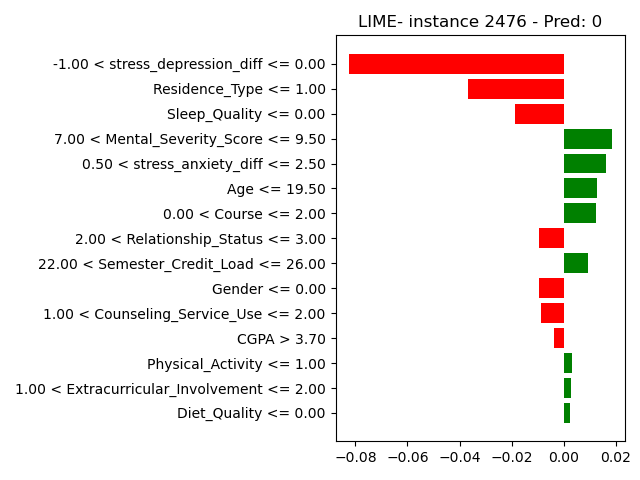 LIME- instance 2476 - Pred: 0
-1.00 < stress_depression_diff <= 0.00
Residence_Type <= 1.00
Sleep_Quality <= 0.00
7.00 < Mental_Severity_Score <= 9.50
0.50 < stress_anxiety_diff <= 2.50
Age <= 19.50
0.00 < Course <= 2.00
2.00 < Relationship_Status <= 3.00
22.00 < Semester_Credit_Load <= 26.00
Gender <= 0.00
1.00 < Counseling_Service_Use <= 2.00
CGPA > 3.70
Physical_Activity <= 1.00
1.00 < Extracurricular_Involvement <= 2.00
Diet_Quality <= 0.00
−0.08 −0.06 −0.04 −0.02 0.00 0.02